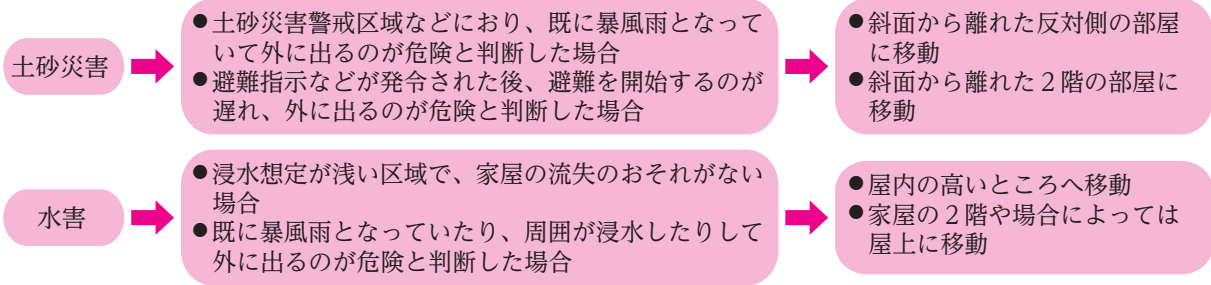 土砂災害
●土砂災害警戒区域などにおり、既に暴風雨となって
いて外に出るのが危険と判断した場合
●避難指示などが発令された後、避難を開始するのが
遅れ、外に出るのが危険と判断した場合
●斜面から離れた反対側の部屋
に移動
●斜面から離れた２階の部屋に
移動
水害
●浸水想定が浅い区域で、家屋の流失のおそれがない
場合
●既に暴風雨となっていたり、周囲が浸水したりして
外に出るのが危険と判断した場合
●屋内の高いところへ移動
●家屋の２階や場合によっては
屋上に移動